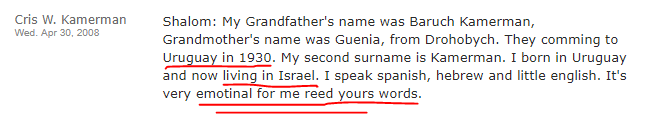 Cris W. Kamerman
Wed. Apr 30, 2008
Shalom: My Grandfather's name was Baruch Kamerman,
Grandmother's name was Guenia, from Drohobych. They comming to
Uruguay in 1930. My second surname is Kamerman. I born in Uruguay
and now living in Israel. I speak spanish, hebrew and little english. It's
very emotinal for me reed yours words.